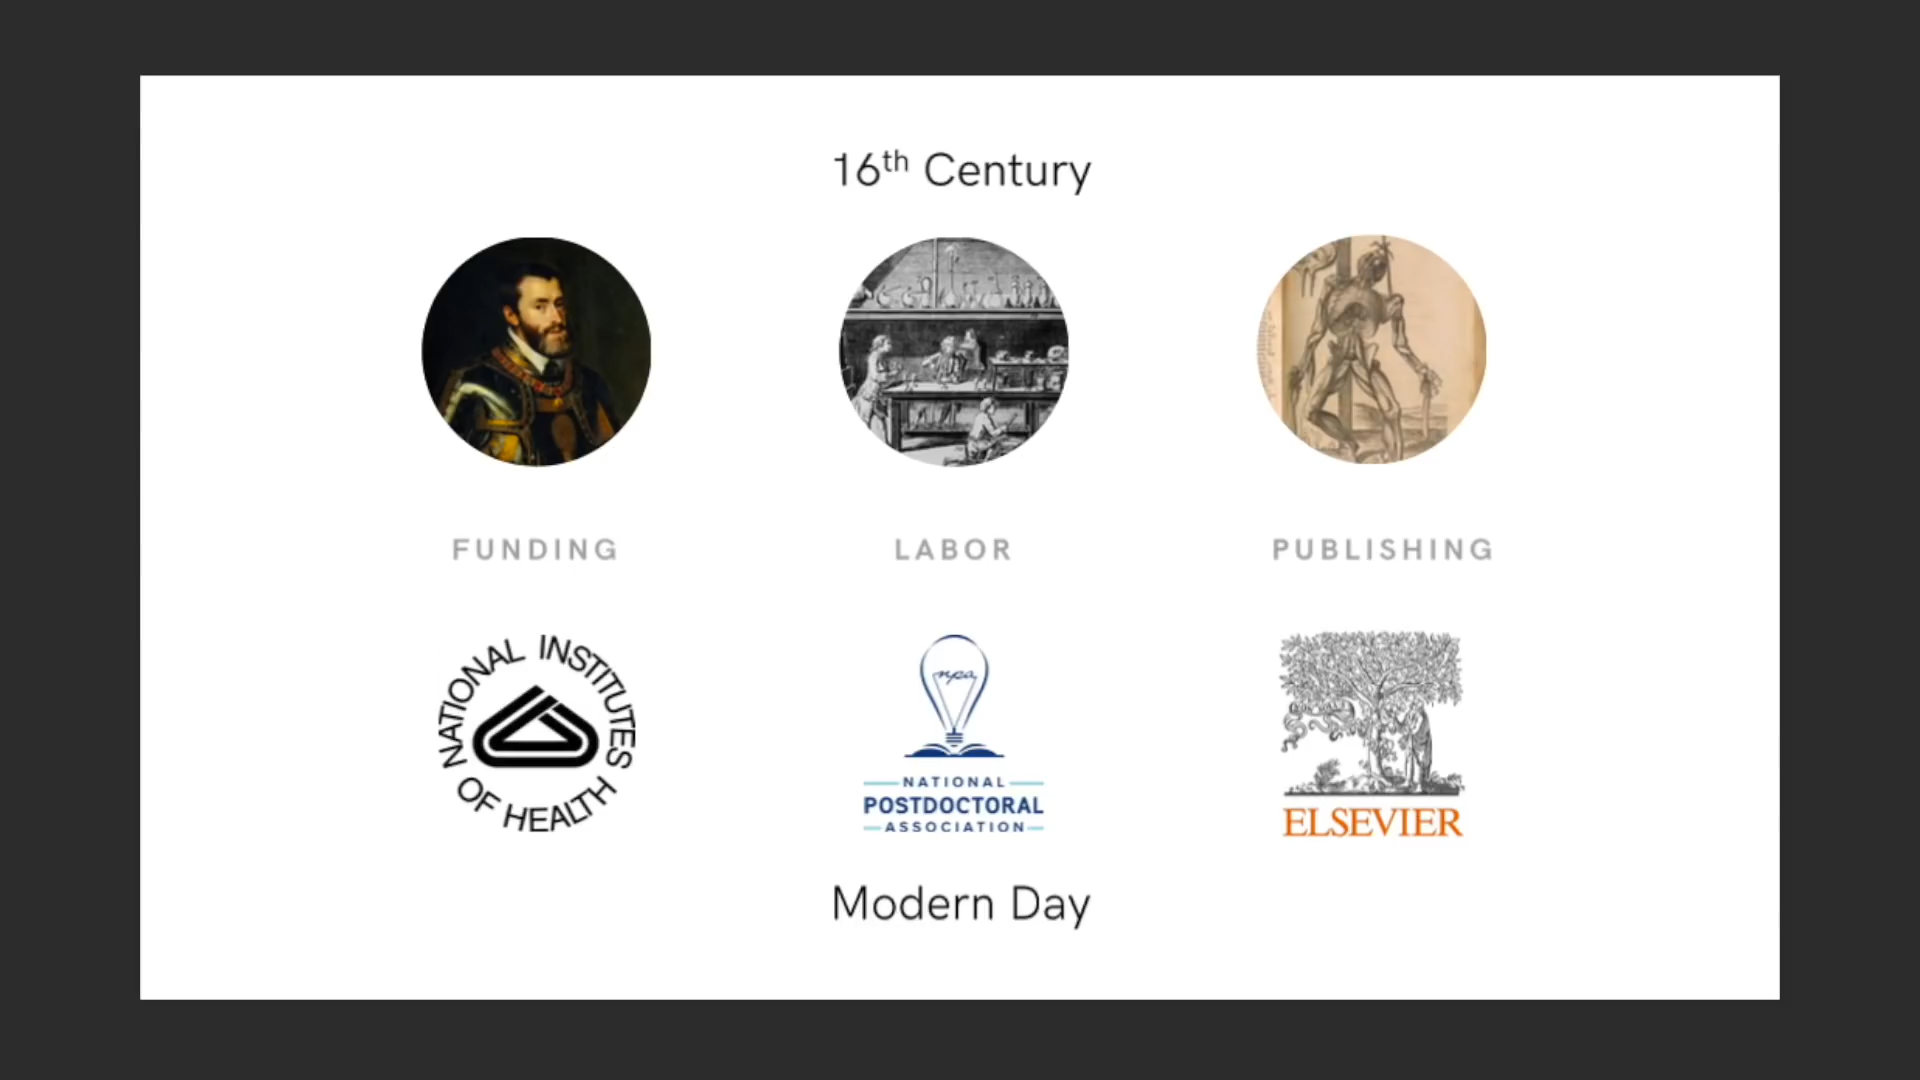 16th Century
FUNDING
LABOR
PUBLISHING
NATIONAL INSTITUTES
OF HEALTH
npa
NATIONAL
POSTDOCTORAL
ASSOCIATION
ELSEVIER
Modern Day